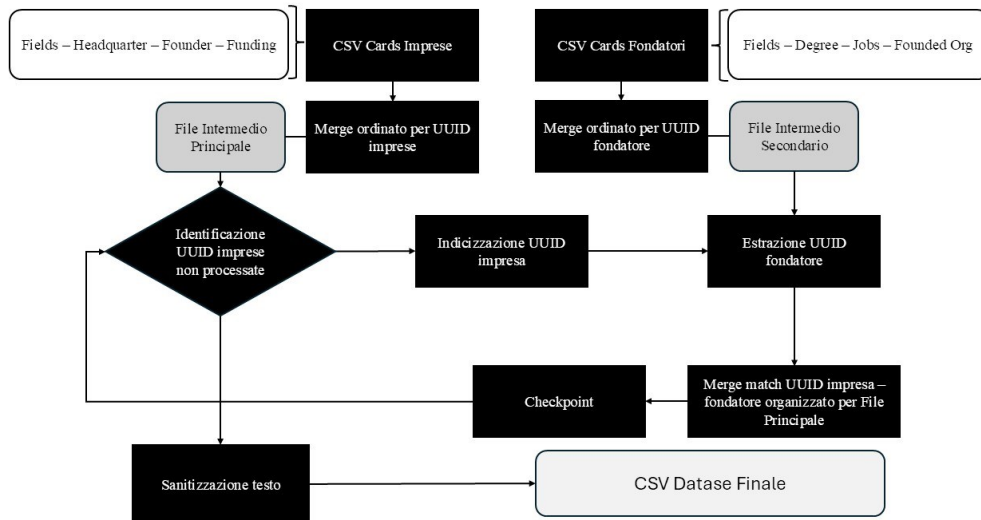 Fields – Headquarter – Founder – Funding
CSV Cards Imprese
CSV Cards Fondatori
Fields – Degree – Jobs – Founded Org
File Intermedio
Principale
Merge ordinato per UUID
imprese
Merge ordinato per UUID
fondatore
File Intermedio
Secondario
Identificazione
UUID imprese
non processate
Indicizzazione UUID
impresa
Estrazione UUID
fondatore
Merge match UUID impresa –
fondatore organizzato per File
Principale
Checkpoint
Sanitizzazione testo
CSV Datase Finale